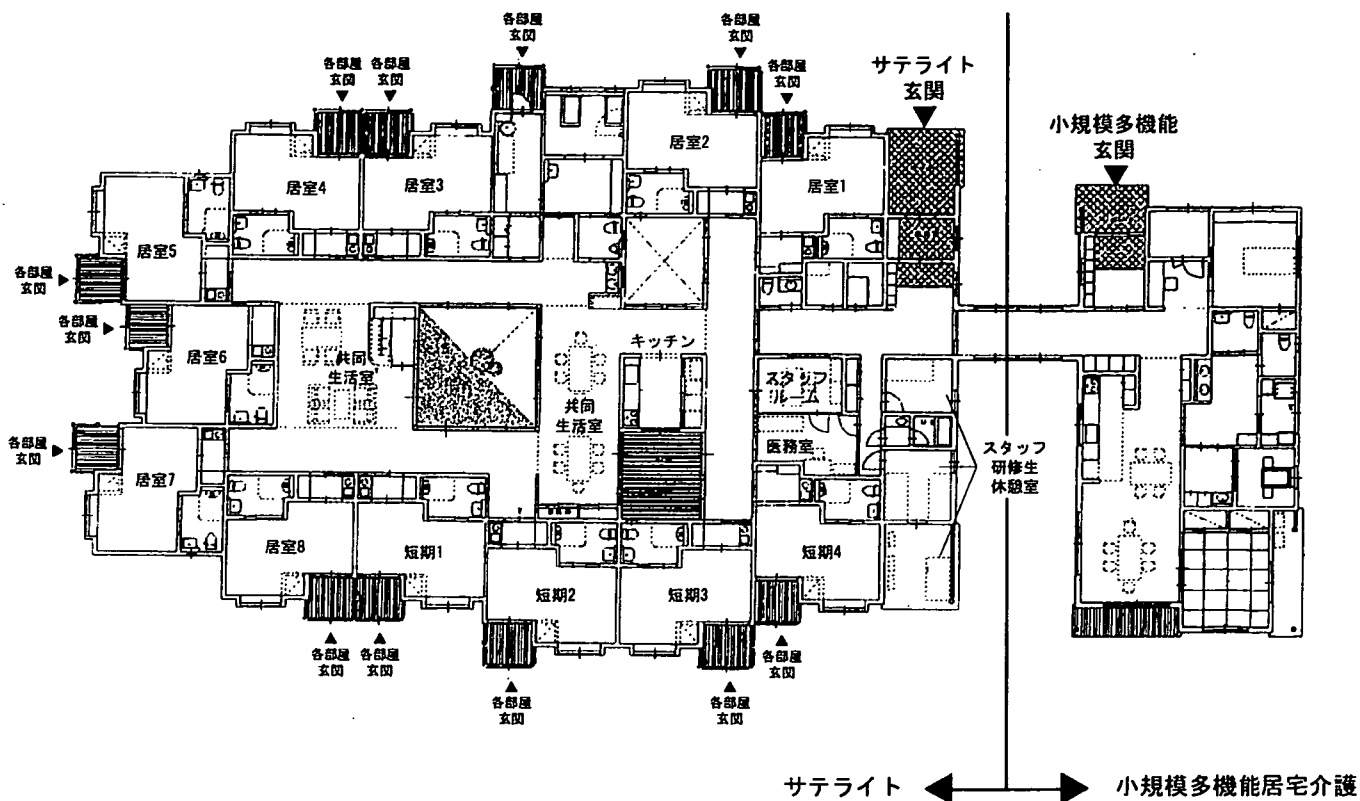 各部屋
玄関
各部屋
玄関
各部屋
玄関
各部屋
玄関
各部屋
玄関
サテライト
玄関
小規模多機能
玄関
居室4
居室3
居室2
居室1
居室5
各部屋
玄関
各部屋
玄関
居室6
共同
生活室
キッチン
共同
生活室
スタッフ
ルーム
医務室
スタッフ
研修生
休憩室
各部屋
玄関
居室7
居室8
短期1
短期2
短期3
短期4
各部屋
玄関
各部屋
玄関
各部屋
玄関
各部屋
玄関
各部屋
玄関
サテライト
小規模多機能居宅介護